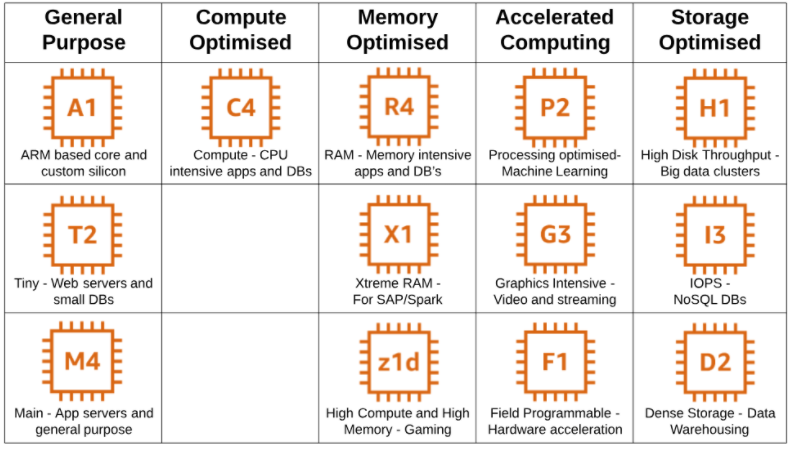 General
Purpose
Compute
Optimised
Memory
Optimised
Accelerated
Computing
Storage
Optimised
A1
ARM based core and
custom silicon
C4
Compute - CPU
intensive apps and DBs
R4
RAM - Memory intensive
apps and DB's
P2
Processing optimised-
Machine Learning
H1
High Disk Throughput -
Big data clusters
T2
Tiny - Web servers and
small DBs
X1
Xtreme RAM -
For SAP/Spark
G3
Graphics Intensive -
Video and streaming
I3
IOPS -
NoSQL DBs
M4
Main - App servers and
general purpose
z1d
High Compute and High
Memory - Gaming
F1
Field Programmable -
Hardware acceleration
D2
Dense Storage - Data
Warehousing